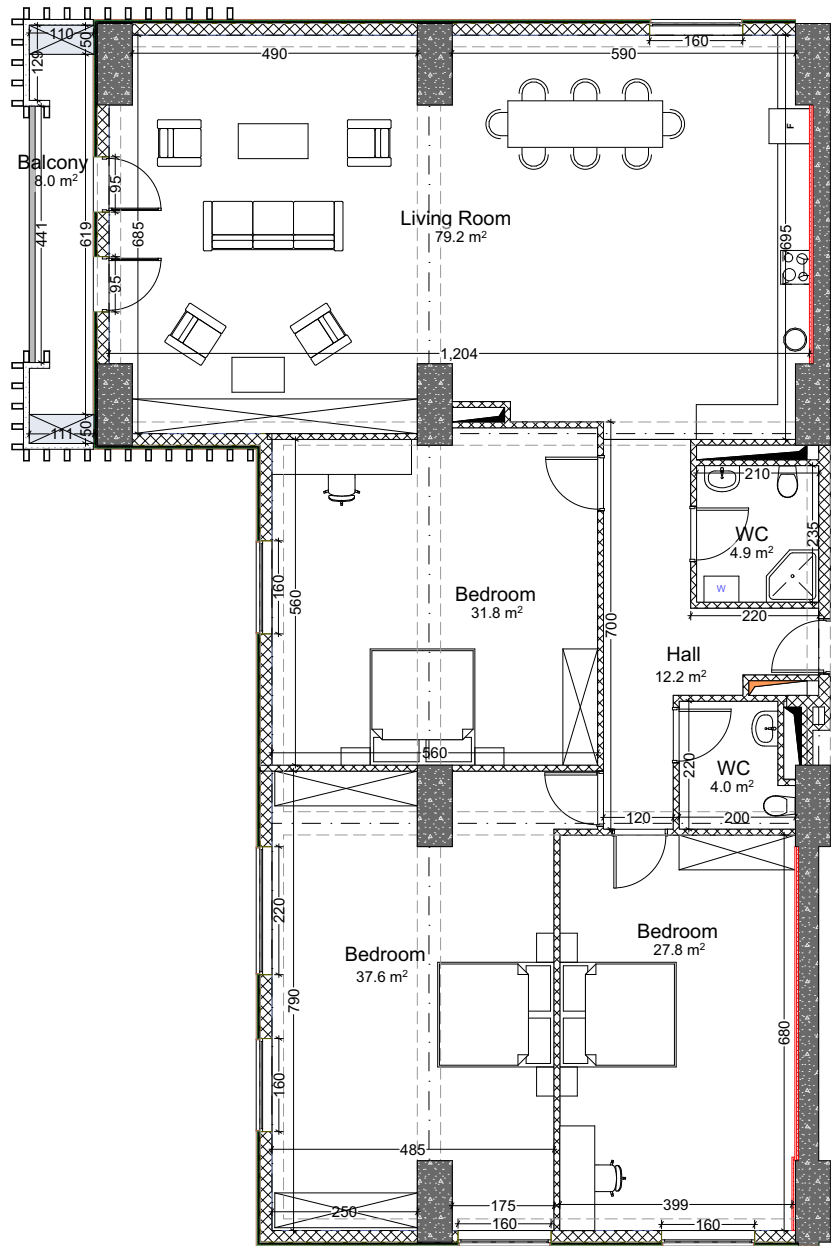 110
50
129
490
590
160
F
Balcony
8.0 m²
95
441
619
685
Living Room
79.2 m²
695
95
1,204
111
50
210
WC
4.9 m²
235
W
220
160
560
Bedroom
31.8 m²
700
Hall
12.2 m²
560
220
WC
4.0 m²
120
200
220
Bedroom
37.6 m²
Bedroom
27.8 m²
790
680
160
485
250
175
399
160
160